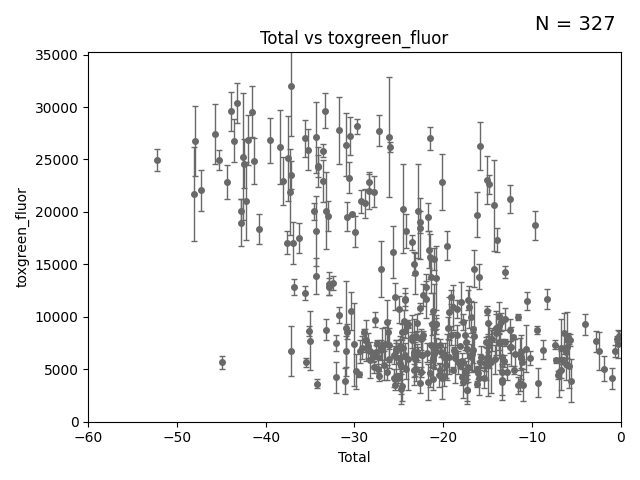 N = 327
Total vs toxgreen_fluor
35000
30000
25000
20000
15000
10000
5000
0
toxgreen_fluor
−60 −50 −40 −30 −20 −10 0
Total